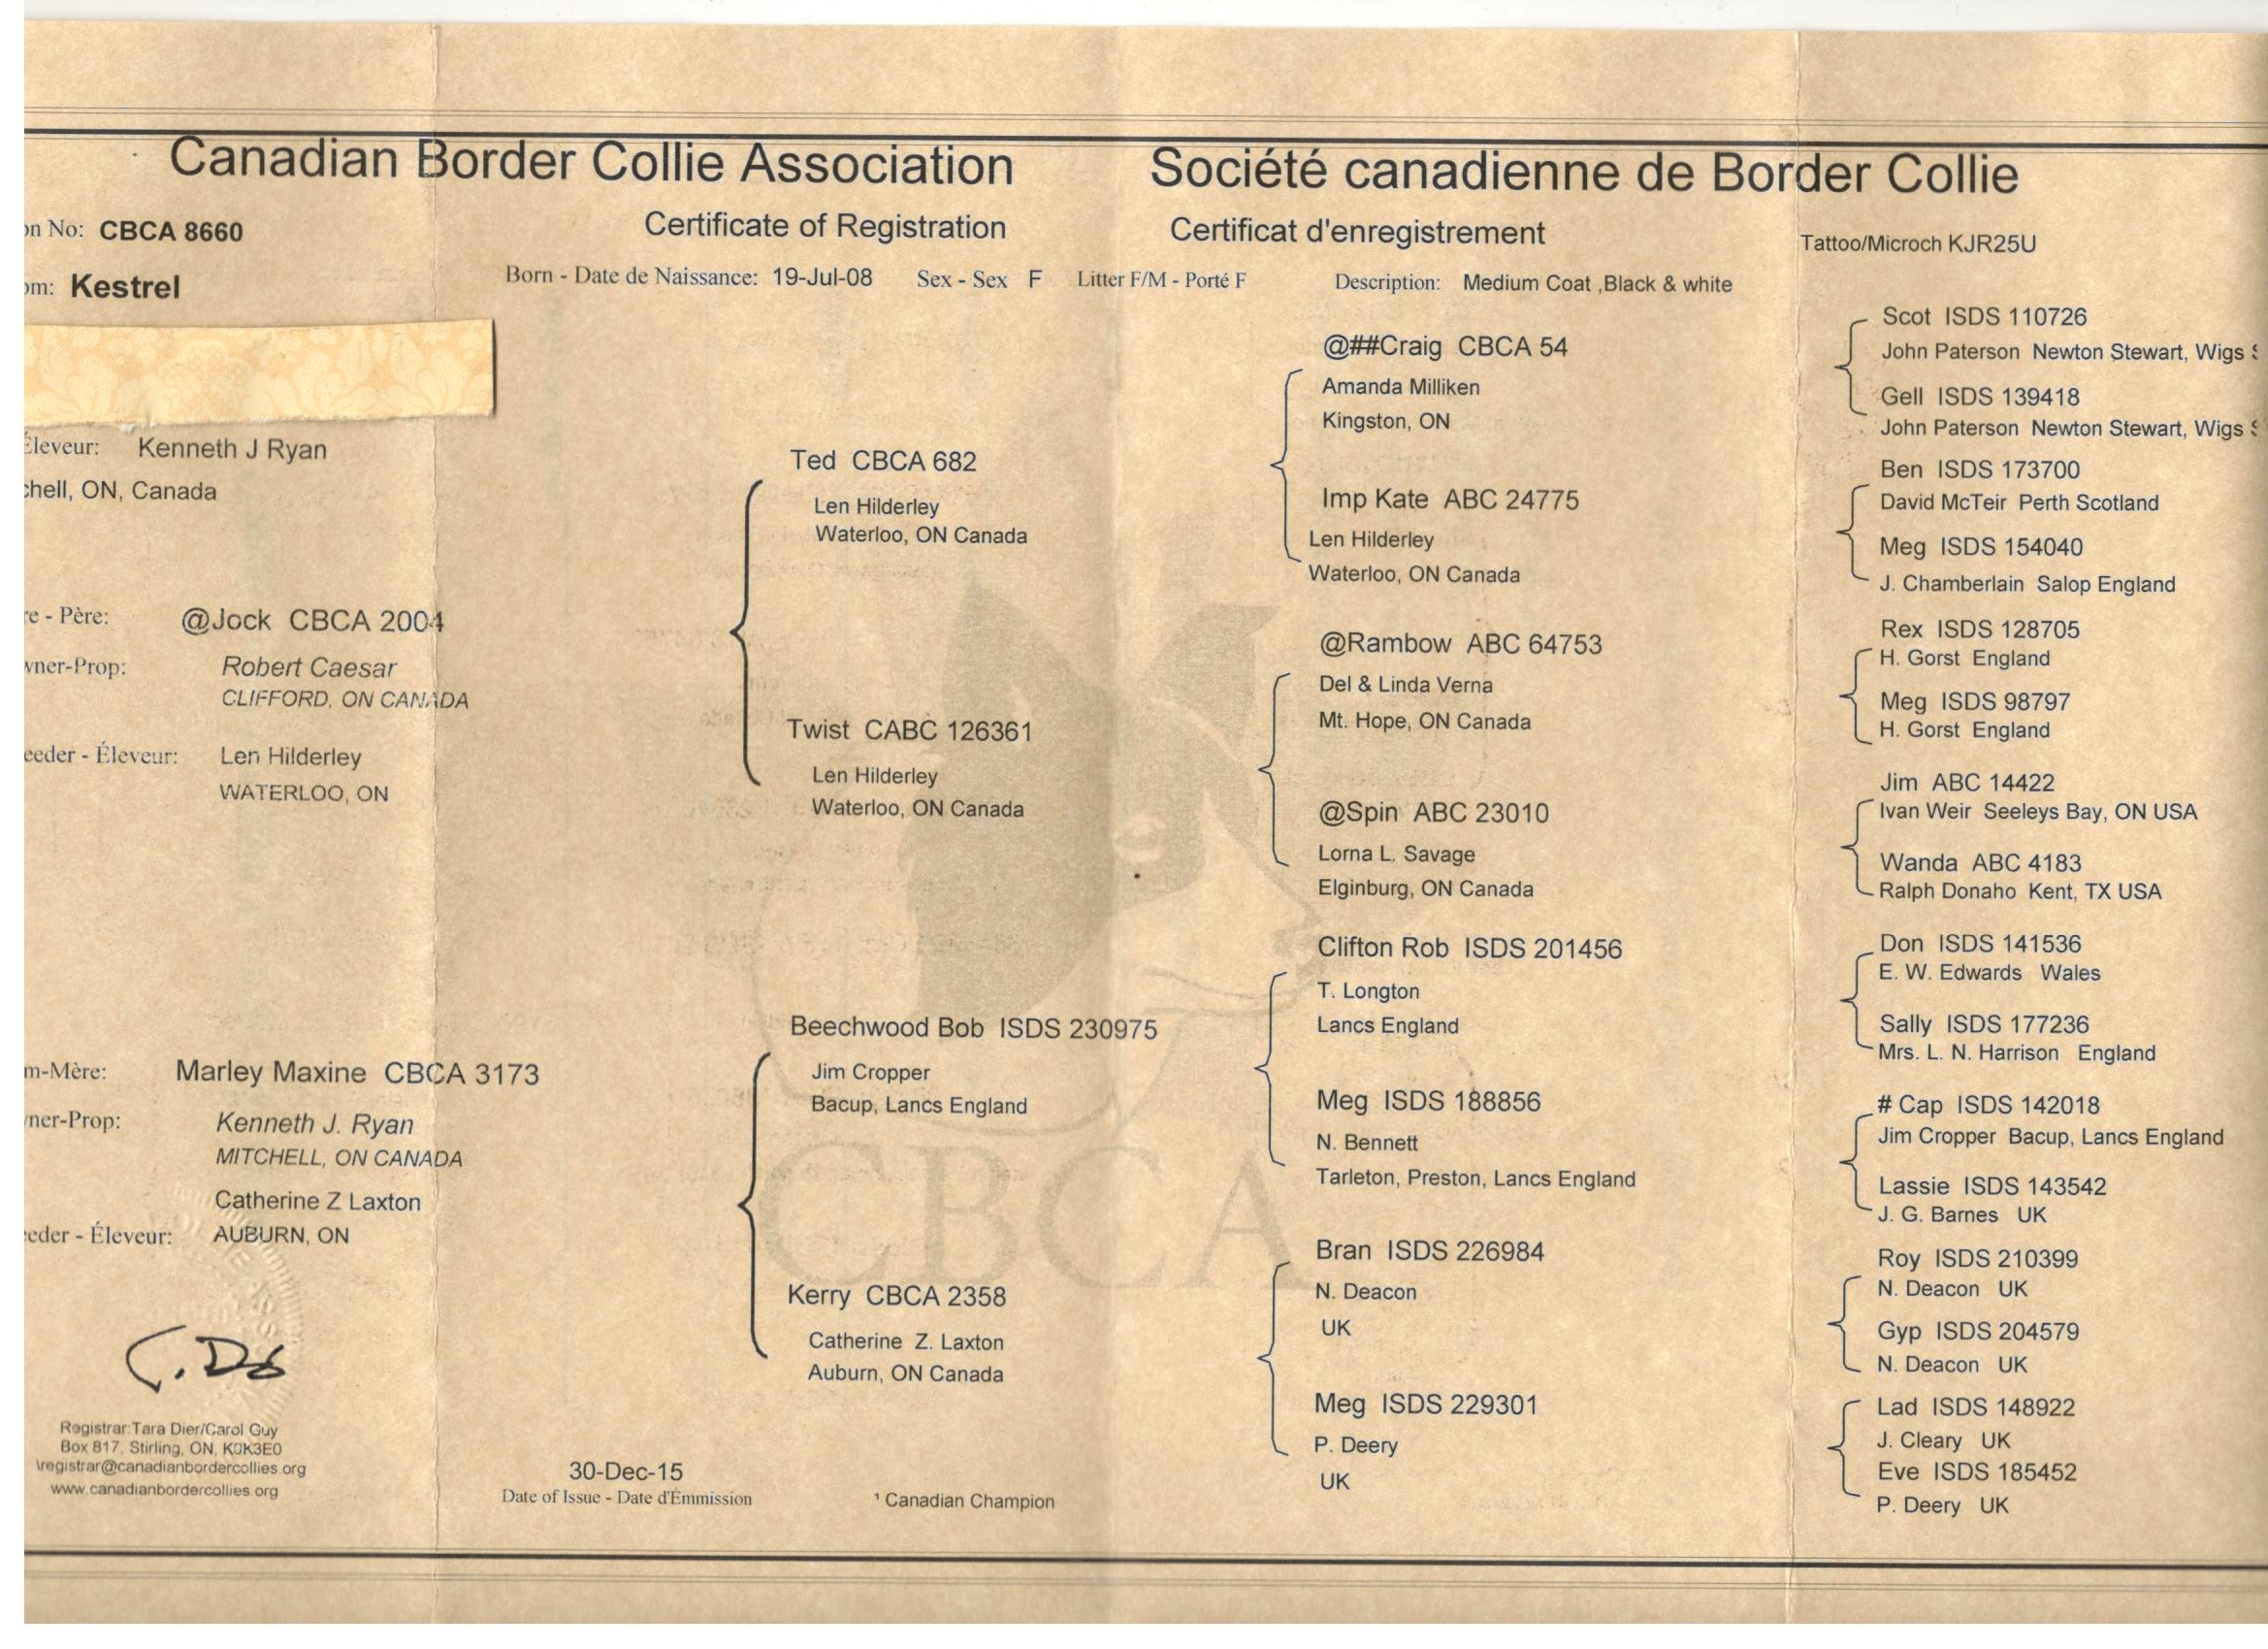 Canadian Border Collie Association
Société canadienne de Border Collie
on No: CBCA 8660
Certificate of Registration
Certificat d'enregistrement
Tattoo/Microch KJR25U
om: Kestrel
Born - Date de Naissance: 19-Jul-08 Sex - Sex F Litter F/M - Porté F
Description: Medium Coat ,Black & white
Éleveur: Kenneth J Ryan
chell, ON, Canada
re - Père: @Jock CBCA 2004
wner-Prop: Robert Caesar
CLIFFORD, ON CANADA
eeder - Éleveur: Len Hilderley
WATERLOO, ON
m-Mère: Marley Maxine CBCA 3173
ner-Prop: Kenneth J. Ryan
MITCHELL, ON CANADA
Catherine Z Laxton
eder - Éleveur: AUBURN, ON
Registrar:Tara Dier/Carol Guy
Box 817, Stirling, ON, K0K3E0
registrar@canadianbordercollies.org
www.canadianbordercollies.org
30-Dec-15
Date of Issue - Date d'Émmission
¹ Canadian Champion
Ted CBCA 682
Len Hilderley
Waterloo, ON Canada
Twist CABC 126361
Len Hilderley
Waterloo, ON Canada
Beechwood Bob ISDS 230975
Jim Cropper
Bacup, Lancs England
Kerry CBCA 2358
Catherine Z. Laxton
Auburn, ON Canada
CBCA
@##Craig CBCA 54
Amanda Milliken
Kingston, ON
Imp Kate ABC 24775
Len Hilderley
Waterloo, ON Canada
@Rambow ABC 64753
Del & Linda Verna
Mt. Hope, ON Canada
@Spin ABC 23010
Lorna L. Savage
Elginburg, ON Canada
Clifton Rob ISDS 201456
T. Longton
Lancs England
Meg ISDS 188856
N. Bennett
Tarleton, Preston, Lancs England
Bran ISDS 226984
N. Deacon
UK
Meg ISDS 229301
P. Deery
UK
Scot ISDS 110726
John Paterson Newton Stewart, Wigs S
Gell ISDS 139418
John Paterson Newton Stewart, Wigs S
Ben ISDS 173700
David McTeir Perth Scotland
Meg ISDS 154040
J. Chamberlain Salop England
Rex ISDS 128705
H. Gorst England
Meg ISDS 98797
H. Gorst England
Jim ABC 14422
Ivan Weir Seeleys Bay, ON USA
Wanda ABC 4183
Ralph Donaho Kent, TX USA
Don ISDS 141536
E. W. Edwards Wales
Sally ISDS 177236
Mrs. L. N. Harrison England
# Cap ISDS 142018
Jim Cropper Bacup, Lancs England
Lassie ISDS 143542
J. G. Barnes UK
Roy ISDS 210399
N. Deacon UK
Gyp ISDS 204579
N. Deacon UK
Lad ISDS 148922
J. Cleary UK
Eve ISDS 185452
P. Deery UK